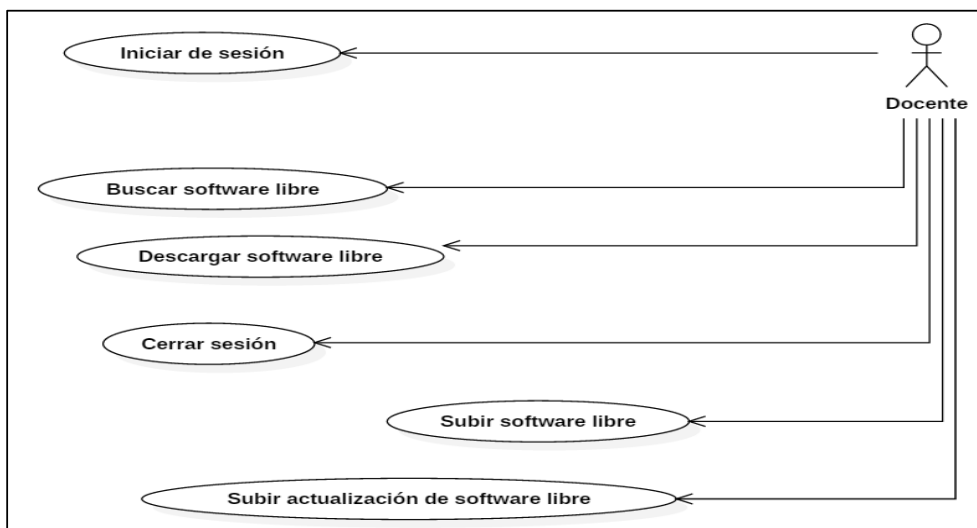 Iniciar de sesión
Docente
Buscar software libre
Descargar software libre
Cerrar sesión
Subir software libre
Subir actualización de software libre